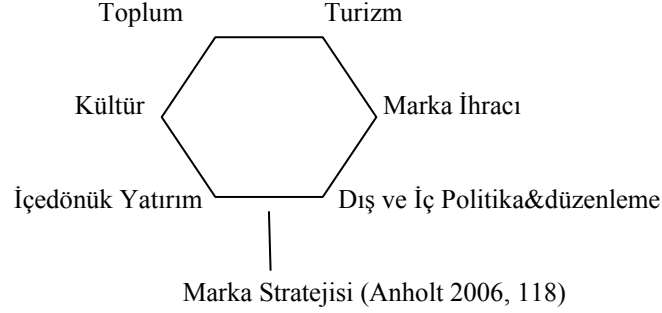 Toplum Turizm
Kültür Marka İhracı
İçedönük Yatırım Dış ve İç Politika&düzenleme
Marka Stratejisi (Anholt 2006, 118)